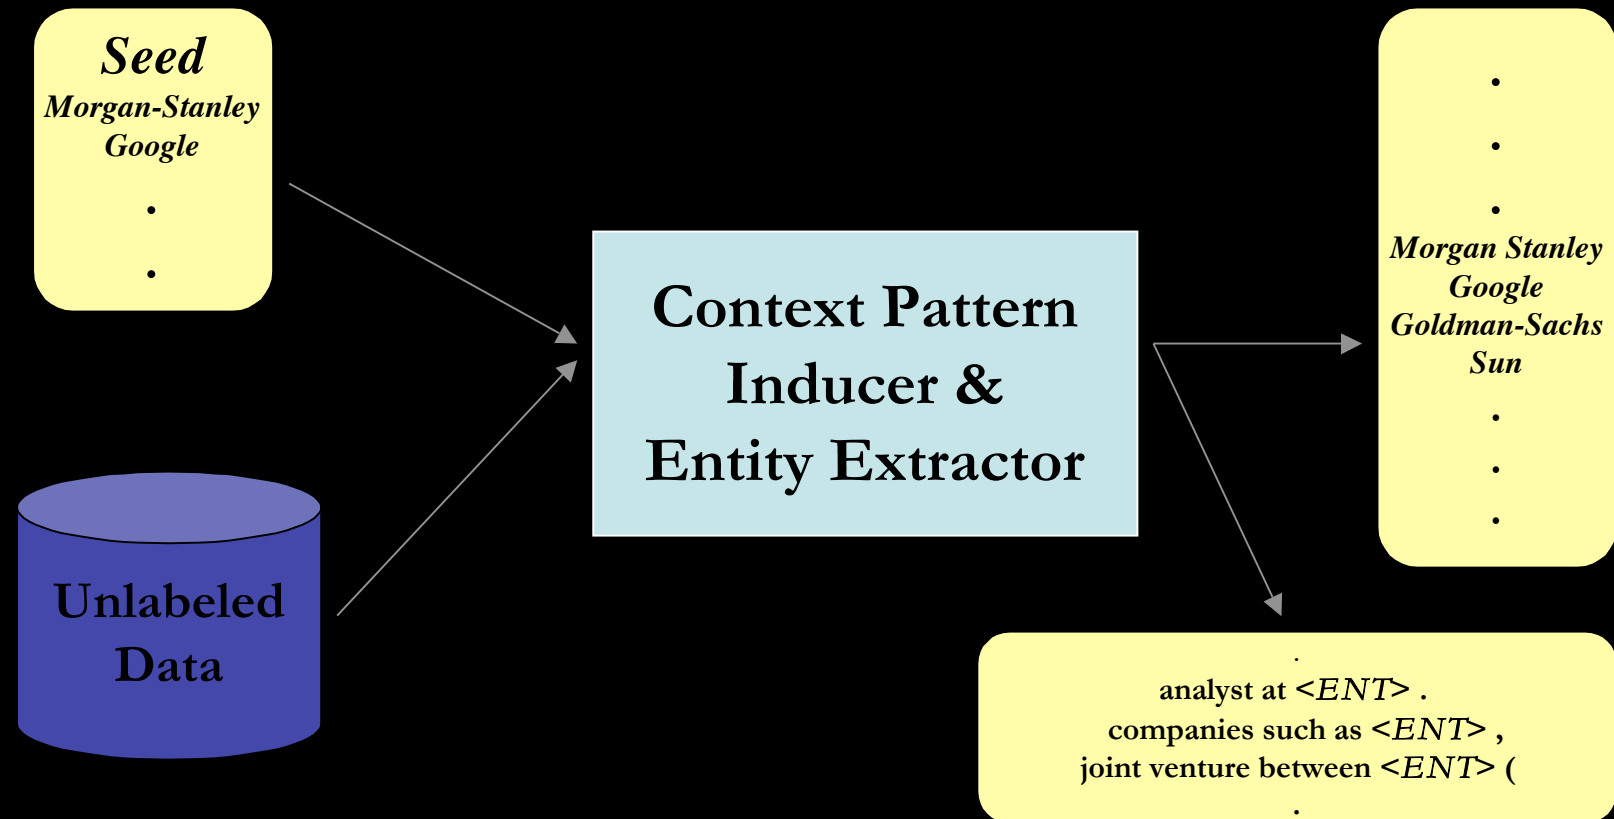 Seed
Morgan-Stanley
Google
.
.
Unlabeled
Data
Context Pattern
Inducer &
Entity Extractor
.
.
.
Morgan Stanley
Google
Goldman-Sachs
Sun
.
.
.
.
analyst at <ENT> .
companies such as <ENT> ,
joint venture between <ENT> (
.